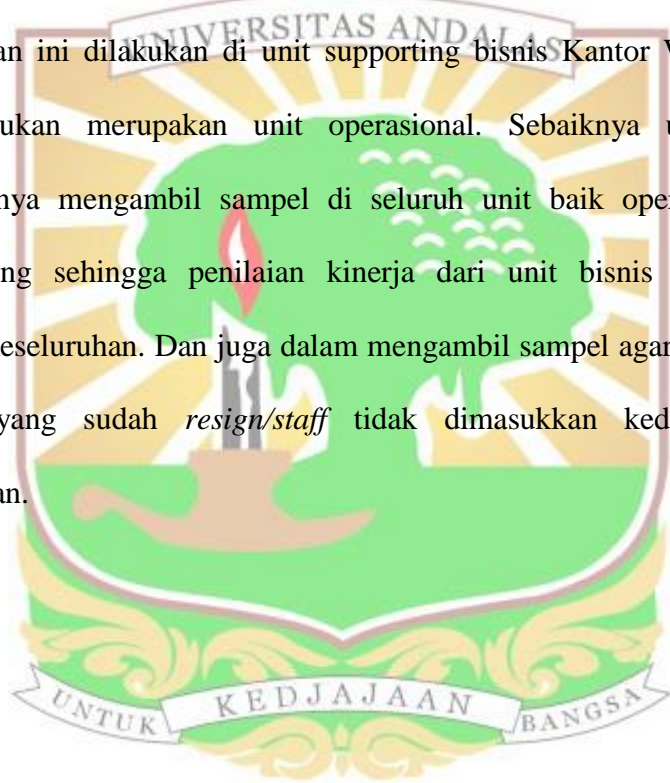 UNIVERSITAS ANDALAS
an ini dilakukan di unit supporting bisnis Kantor
ukan merupakan unit operasional. Sebaiknya
nya mengambil sampel di seluruh unit baik
ng sehingga penilaian kinerja dari unit bisnis
eseluruhan. Dan juga dalam mengambil sampel agar
yang sudah resign/staff tidak dimasukkan
an.
UNTUK KEDJAJAAN BANGSA